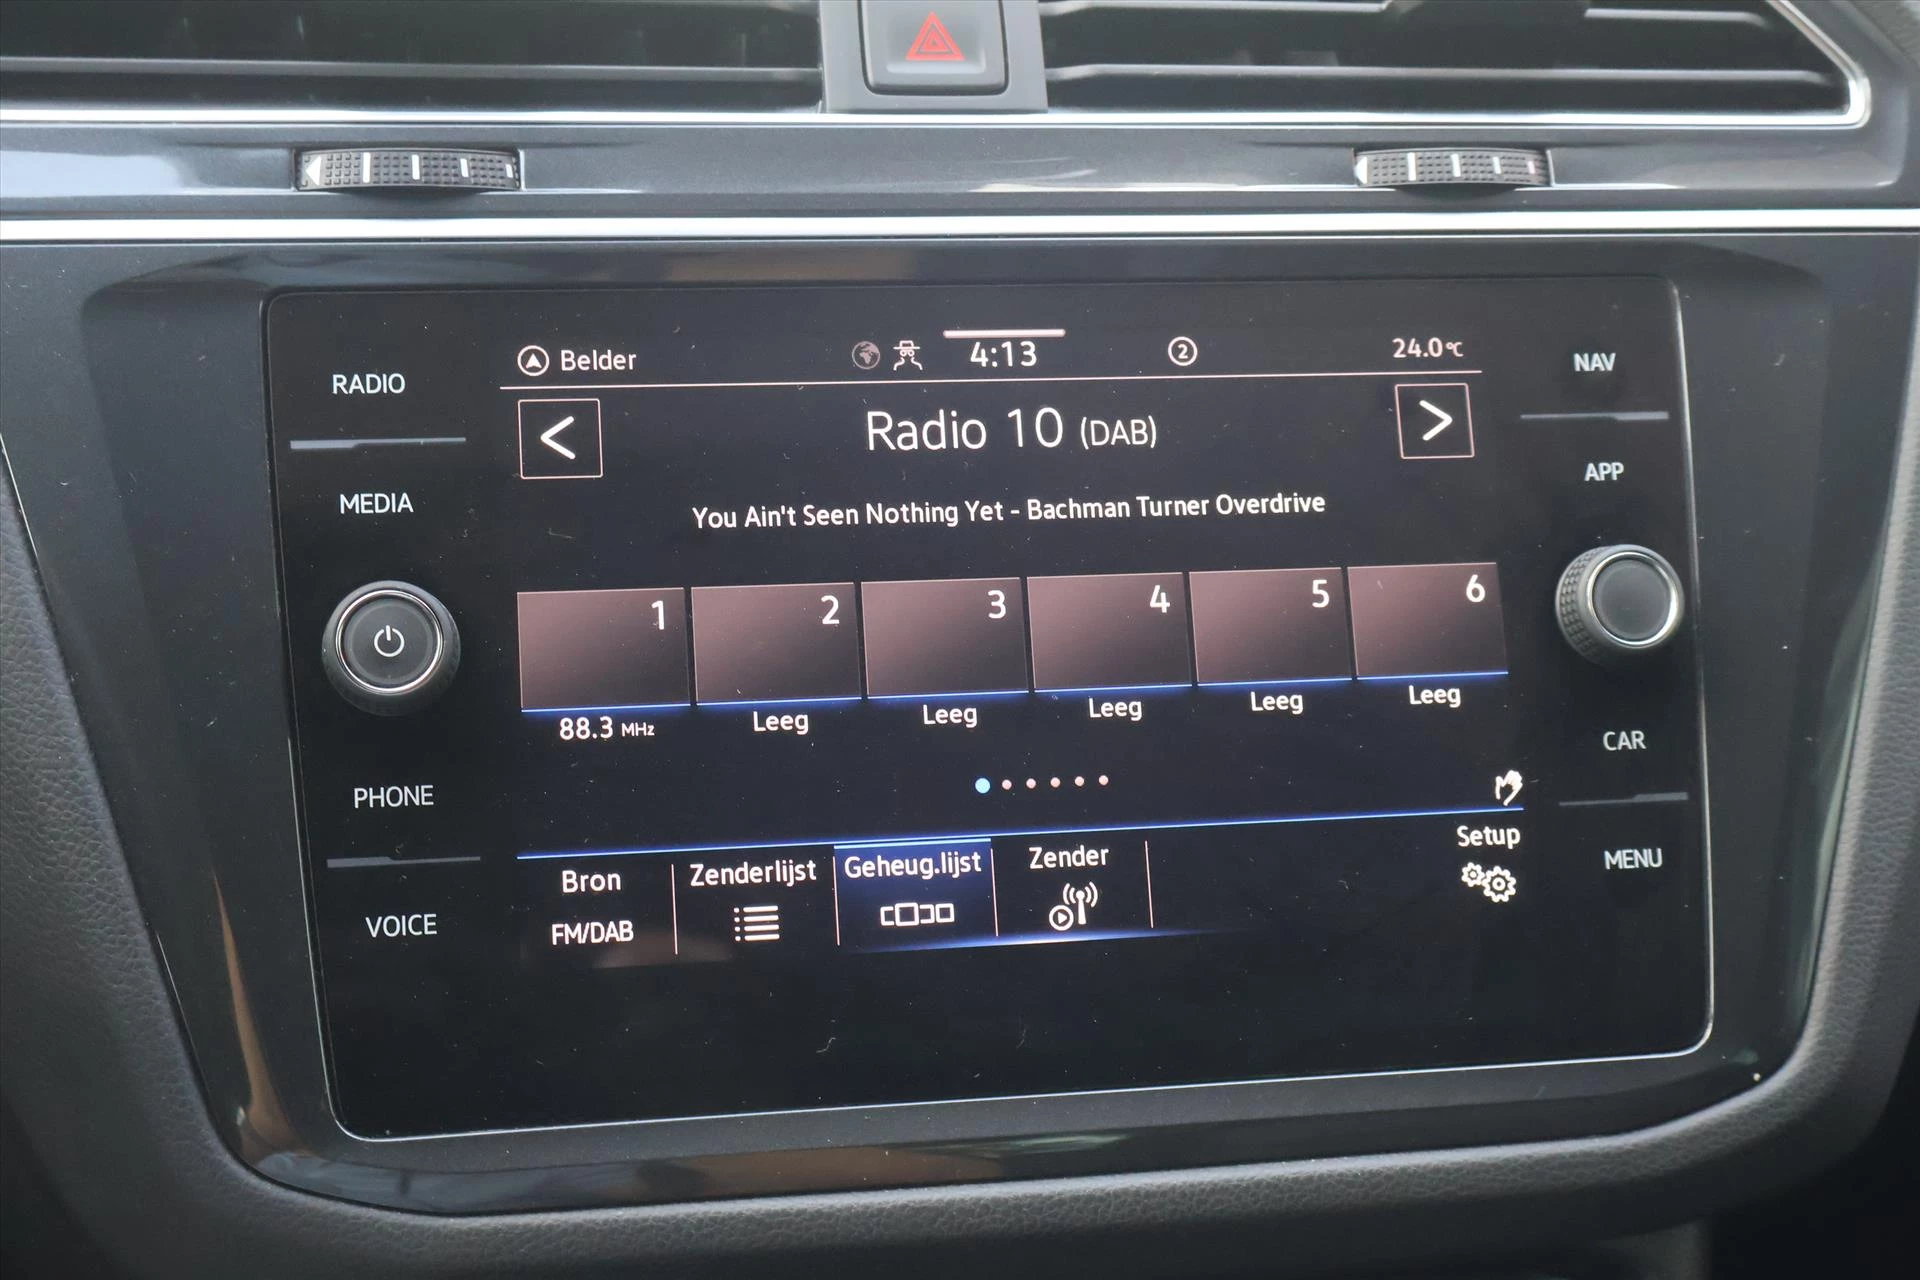 Belder
4:13
2
24.0°C
RADIO
NAV
Radio 10 (DAB)
APP
MEDIA
You Ain't Seen Nothing Yet - Bachman Turner Overdrive
1 2 3 4 5 6
88.3 MHz Leeg Leeg Leeg Leeg Leeg
CAR
PHONE
Setup
MENU
Bron Zenderlijst Geheug.lijst Zender
FM/DAB
VOICE